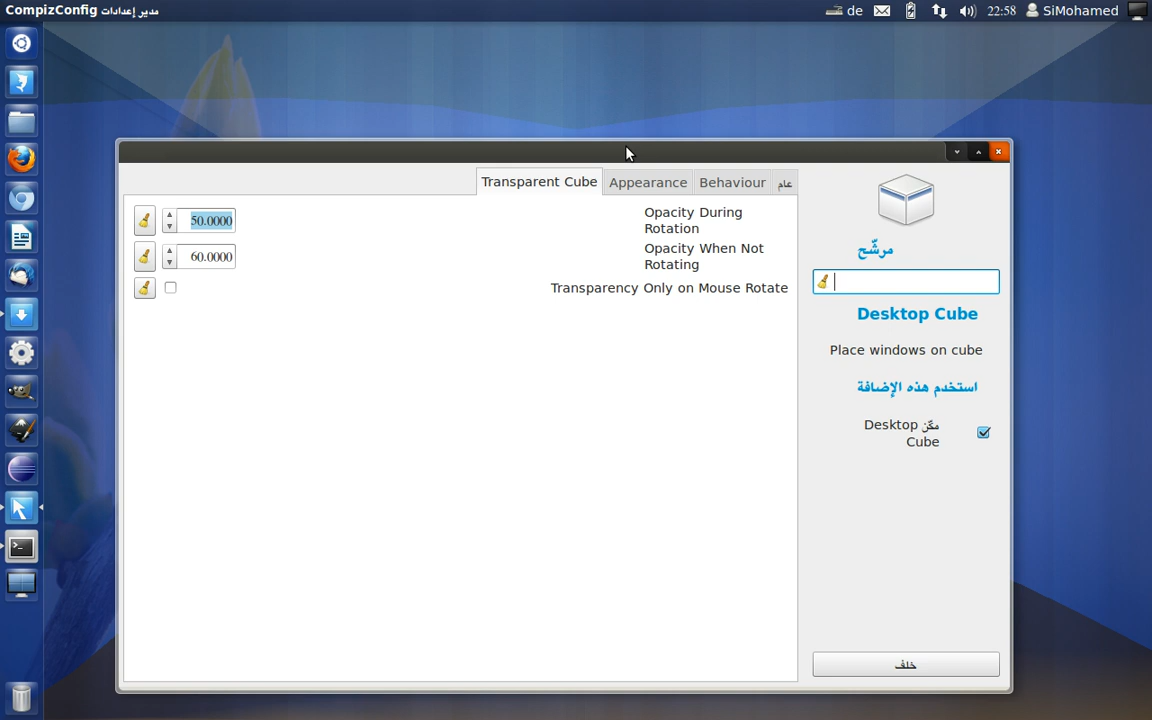 CompizConfig مدير إعدادات
de
22:58
SiMohamed
Transparent Cube
Appearance
Behaviour
عام
50.0000
Opacity During
Rotation
60.0000
Opacity When Not
Rotating
Transparency Only on Mouse Rotate
مرشّح
Desktop Cube
Place windows on cube
استخدم هذه الإضافة
مكّن Desktop
Cube
خلف